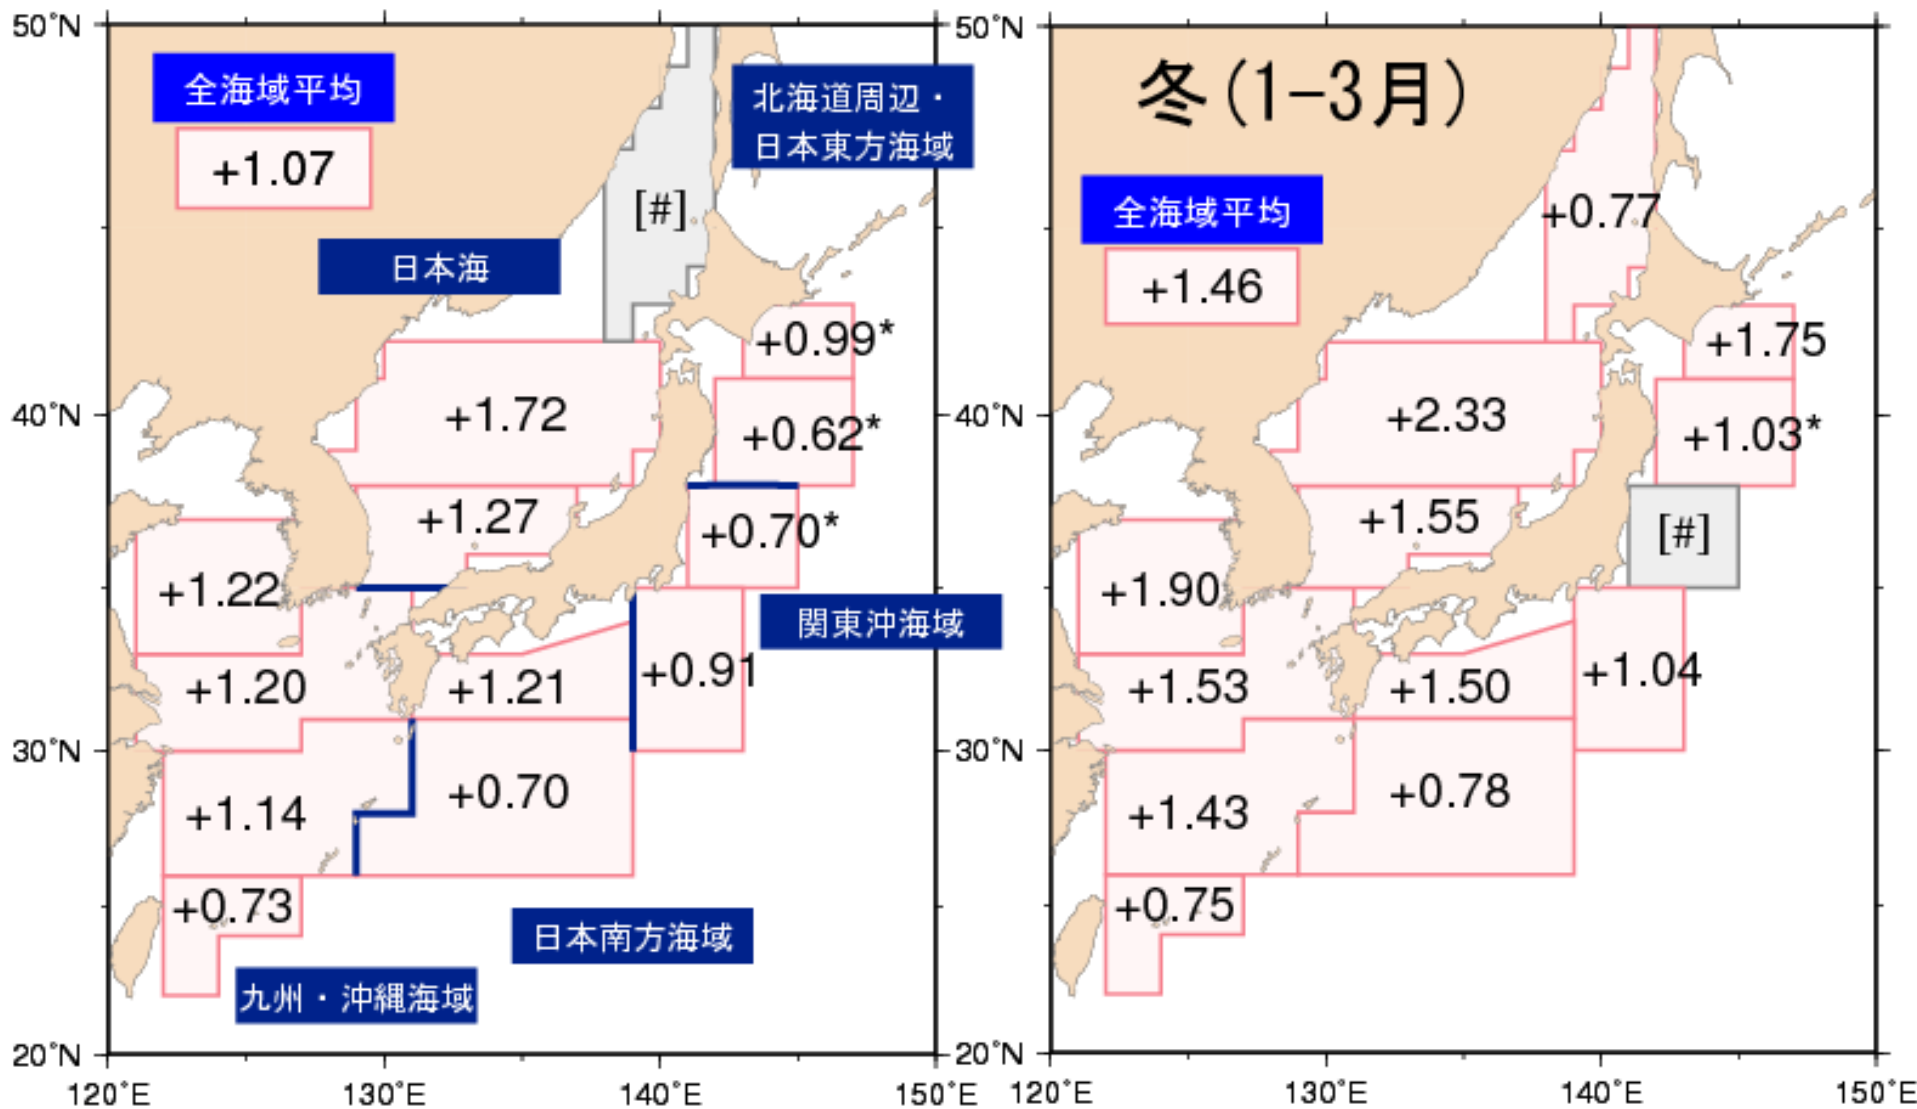 50°N
全海域平均
+1.07
北海道周辺・
日本東方海域
[#]
日本海
+0.99*
+1.72
40°N
+0.62*
+1.27
+0.70*
+1.22
関東沖海域
+0.91
+1.20
+1.21
30°N
+0.70
+1.14
+0.73
日本南方海域
九州・沖縄海域
20°N
120°E
130°E
140°E
150°E
50°N
冬(1-3月)
全海域平均
+0.77
+1.46
+1.75
40°N
+2.33
+1.03*
+1.55
[#]
+1.90
+1.04
+1.53
+1.50
30°N
+0.78
+1.43
+0.75
20°N
120°E
130°E
140°E
150°E